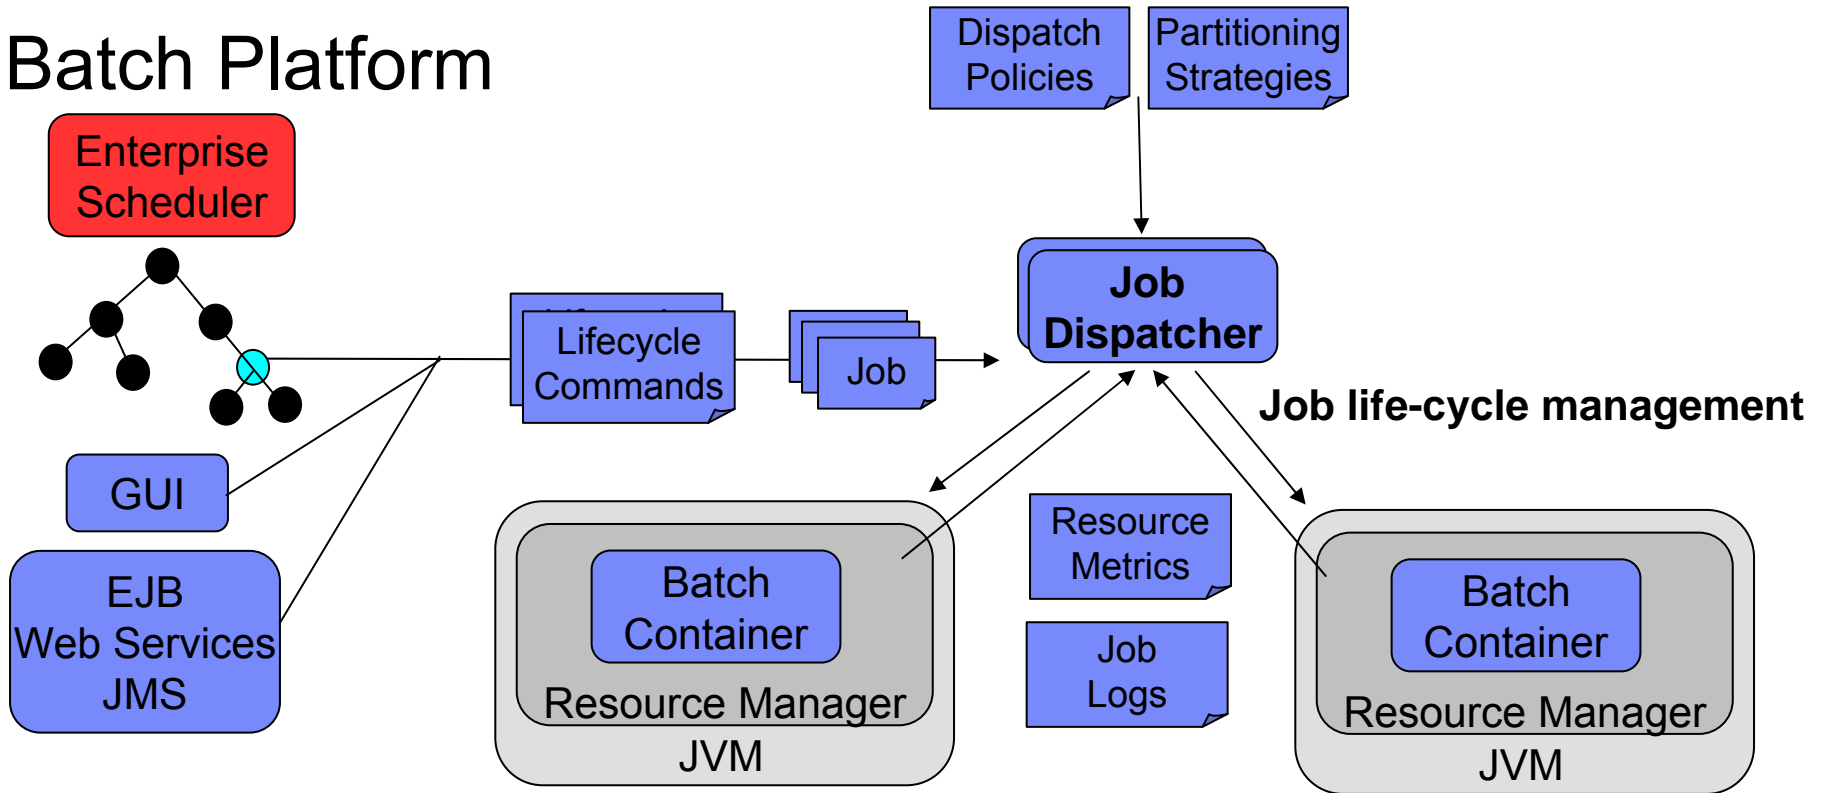 Batch Platform
Dispatch
Policies
Partitioning
Strategies
Enterprise
Scheduler
Lifecycle
Commands
Job
Job
Dispatcher
Job life-cycle management
GUI
EJB
Web Services
JMS
Batch
Container
Resource Manager
JVM
Resource
Metrics
Job
Logs
Batch
Container
Resource Manager
JVM